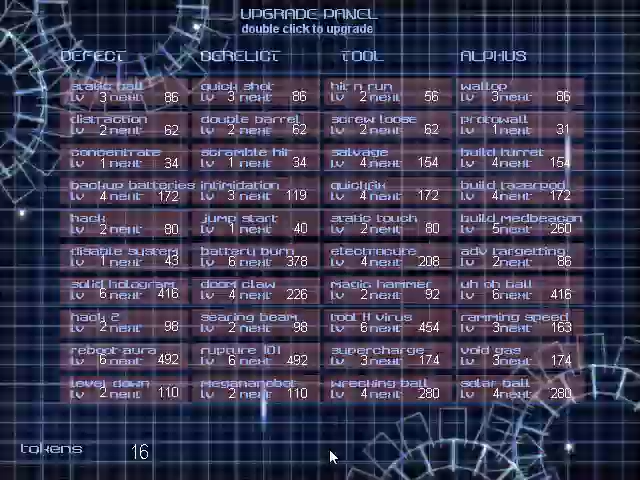 UPGRADE PANEL
double click to upgrade
DEFECT DERELICT TOOL ALPHUS
static ball quick shot hit n run wallop
lv 3 next 86 lv 3 next 86 lv 2 next 56 lv 3 next 86
distraction double barrel screw loose protowall
lv 2 next 62 lv 2 next 62 lv 2 next 62 lv 1 next 31
concentrate scramble hit salvage build turret
lv 1 next 34 lv 1 next 34 lv 4 next 154 lv 4 next 154
backup batteries intimidation quickfix build lazerpod
lv 4 next 172 lv 3 next 119 lv 4 next 172 lv 4 next 172
hack jump start static touch build medbeacon
lv 2 next 80 lv 1 next 40 lv 2 next 80 lv 5 next 260
disable system battery burn electrocute adv targetting
lv 1 next 43 lv 6 next 378 lv 4 next 208 lv 2 next 86
solid hologram doom claw magic hammer uh oh ball
lv 6 next 416 lv 4 next 226 lv 2 next 92 lv 6 next 416
hack 2 searing beam tool H virus ramming speed
lv 2 next 98 lv 2 next 98 lv 6 next 454 lv 3 next 163
reboot aura rupture 101 supercharge void gas
lv 6 next 492 lv 6 next 492 lv 3 next 174 lv 3 next 174
level down megananobot wrecking ball solar ball
lv 2 next 110 lv 2 next 110 lv 4 next 280 lv 4 next 280
tokens 16